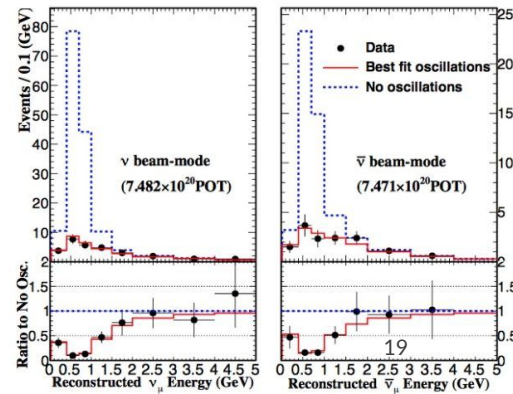 Events / 0.1 (GeV)
80
70
60
50
40
30
20
10
ν beam-mode
(7.482×10²⁰POT)
Data
Best fit oscillations
No oscillations
ν̄ beam-mode
(7.471×10²⁰POT)
25
20
15
10
5
0
Ratio to No Osc.
1.5
1
0.5
0
0 0.5 1 1.5 2 2.5 3 3.5 4 4.5 5
Reconstructed νμ Energy (GeV)
19
0 0.5 1 1.5 2 2.5 3 3.5 4 4.5 5
Reconstructed ν̄μ Energy (GeV)